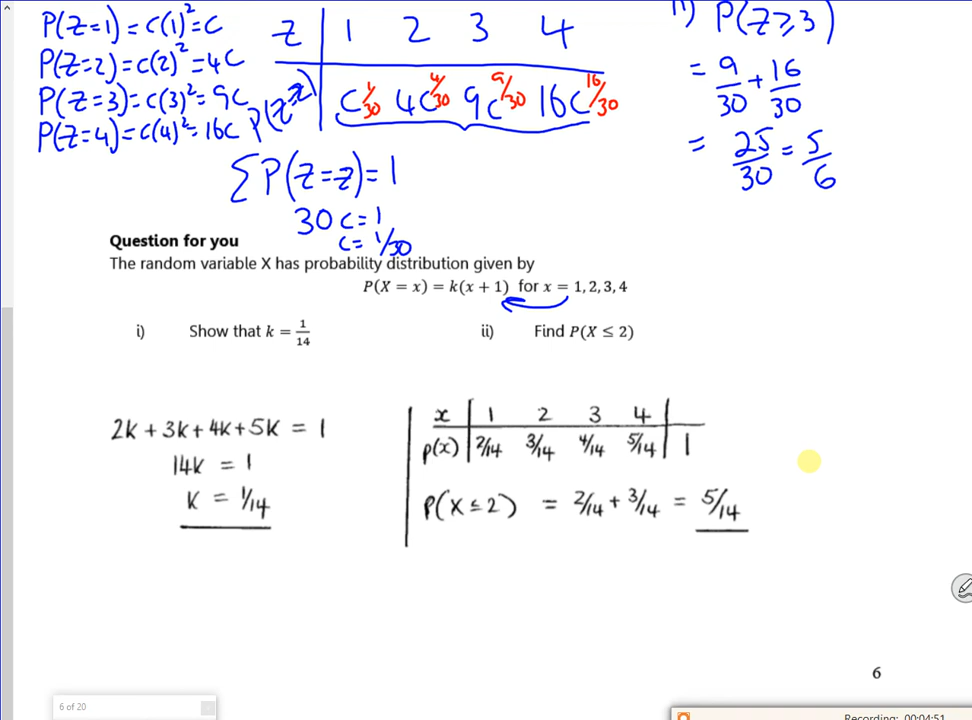 P(Z=1)=c(1)²=c
P(Z=2)=c(2)²=4c
P(Z=3)=c(3)²=9c
P(Z=4)=c(4)²=16c
z 1 2 3 4
P(Z=z) c 1/30 4c 4/30 9c 9/30 16c 16/30
∑P(Z=z)=1
30c=1
c=1/30
ii) P(Z≥3)
= 9/30 + 16/30
= 25/30 = 5/6
Question for you
The random variable X has probability distribution given by
P(X = x) = k(x + 1) for x = 1, 2, 3, 4
i) Show that k = 1/14
ii) Find P(X ≤ 2)
2k + 3k + 4k + 5k = 1
14k = 1
k = 1/14
x 1 2 3 4
p(x) 2/14 3/14 4/14 5/14 1
P(X ≤ 2) = 2/14 + 3/14 = 5/14
6
6 of 20
Recording: 00:04:51